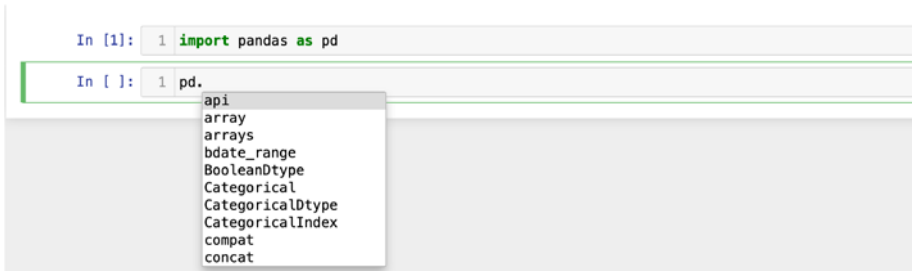 In [1]: 1 import pandas as pd
In [ ]: 1 pd.
api
array
arrays
bdate_range
BooleanDtype
Categorical
CategoricalDtype
CategoricalIndex
compat
concat